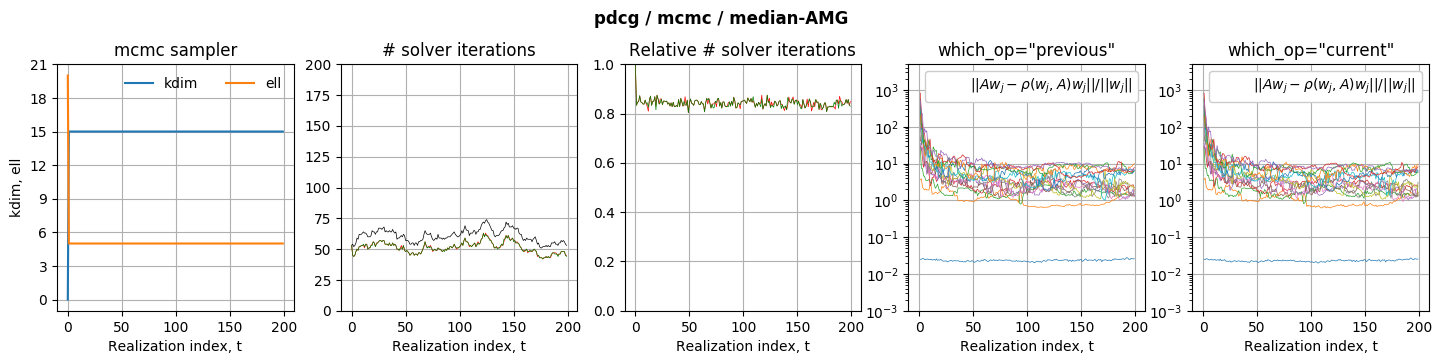 pdcg / mcmc / median-AMG
mcmc sampler
kdim
ell
21
18
15
12
9
6
3
0
kdim, ell
0 50 100 150 200
Realization index, t
# solver iterations
200
175
150
125
100
75
50
25
0
0 50 100 150 200
Realization index, t
Relative # solver iterations
1.0
0.8
0.6
0.4
0.2
0.0
0 50 100 150 200
Realization index, t
which_op="previous"
||Aw_j − ρ(w_j, A)w_j||/||w_j||
10^3
10^2
10^1
10^0
10^−1
10^−2
10^−3
0 50 100 150 200
Realization index, t
which_op="current"
||Aw_j − ρ(w_j, A)w_j||/||w_j||
10^3
10^2
10^1
10^0
10^−1
10^−2
10^−3
0 50 100 150 200
Realization index, t